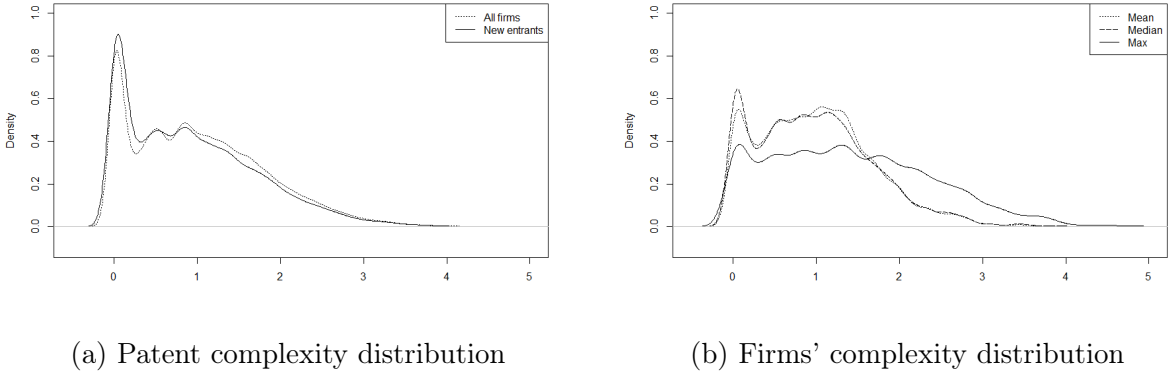 All firms
New entrants
Density
1.0
0.8
0.6
0.4
0.2
0.0
0 1 2 3 4 5
(a) Patent complexity distribution
Mean
Median
Max
Density
1.0
0.8
0.6
0.4
0.2
0.0
0 1 2 3 4 5
(b) Firms' complexity distribution